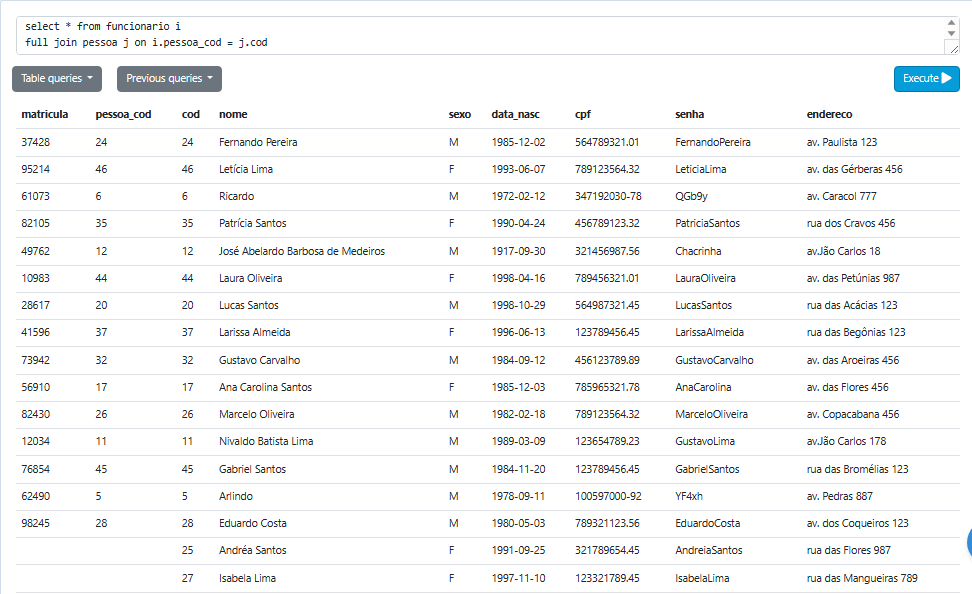 select * from funcionario i
full join pessoa j on i.pessoa_cod = j.cod
Table queries Previous queries Execute
matricula pessoa_cod cod nome sexo data_nasc cpf senha endereco
37428 24 24 Fernando Pereira M 1985-12-02 564789321.01 FernandoPereira av. Paulista 123
95214 46 46 Letícia Lima F 1993-06-07 789123564.32 LeticiaLima av. das Gérberas 456
61073 6 6 Ricardo M 1972-02-12 347192030-78 QGb9y av. Caracol 777
82105 35 35 Patrícia Santos F 1990-04-24 456789123.32 PatriciaSantos rua dos Cravos 456
49762 12 12 José Abelardo Barbosa de Medeiros M 1917-09-30 321456987.56 Chacrinha av.Jão Carlos 18
10983 44 44 Laura Oliveira F 1998-04-16 789456321.01 LauraOliveira av. das Petúnias 987
28617 20 20 Lucas Santos M 1998-10-29 564987321.45 LucasSantos rua das Acácias 123
41596 37 37 Larissa Almeida F 1996-06-13 123789456.45 LarissaAlmeida rua das Begônias 123
73942 32 32 Gustavo Carvalho M 1984-09-12 456123789.89 GustavoCarvalho av. das Aroeiras 456
56910 17 17 Ana Carolina Santos F 1985-12-03 785965321.78 AnaCarolina av. das Flores 456
82430 26 26 Marcelo Oliveira M 1982-02-18 789123564.32 MarceloOliveira av. Copacabana 456
12034 11 11 Nivaldo Batista Lima M 1989-03-09 123654789.23 GustavoLima av.Jão Carlos 178
76854 45 45 Gabriel Santos M 1984-11-20 123789456.45 GabrielSantos rua das Bromélias 123
62490 5 5 Arlindo M 1978-09-11 100597000-92 YF4xh av. Pedras 887
98245 28 28 Eduardo Costa M 1980-05-03 789321123.56 EduardoCosta av. dos Coqueiros 123
25 Andréa Santos F 1991-09-25 321789654.45 AndreiaSantos rua das Flores 987
27 Isabela Lima F 1997-11-10 123321789.45 IsabelaLima rua das Mangueiras 789